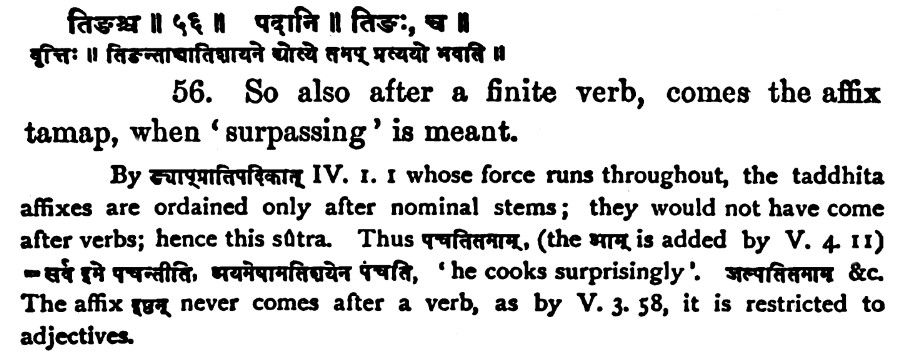 तिङश्च ॥ ५६ ॥ पदानि ॥ तिङः, च ॥
वृत्तिः ॥ तिङन्ताच्चातिशायने द्योत्ये तमप् प्रत्ययो भवति ॥
56. So also after a finite verb, comes the affix
tamap, when ‘surpassing’ is meant.
By ङ्याप्प्रातिपदिकात् IV. 1. 1 whose force runs throughout, the taddhita
affixes are ordained only after nominal stems; they would not have come
after verbs; hence this sûtra. Thus पचतितमाम्, (the आम् is added by V. 4. 11)
= सर्व इमे पचन्तीति, अयमेषामतिशयेन पंचति, ‘he cooks surprisingly’. जल्पतितमाम् &c.
The affix इष्ठन् never comes after a verb, as by V. 3. 58, it is restricted to
adjectives.